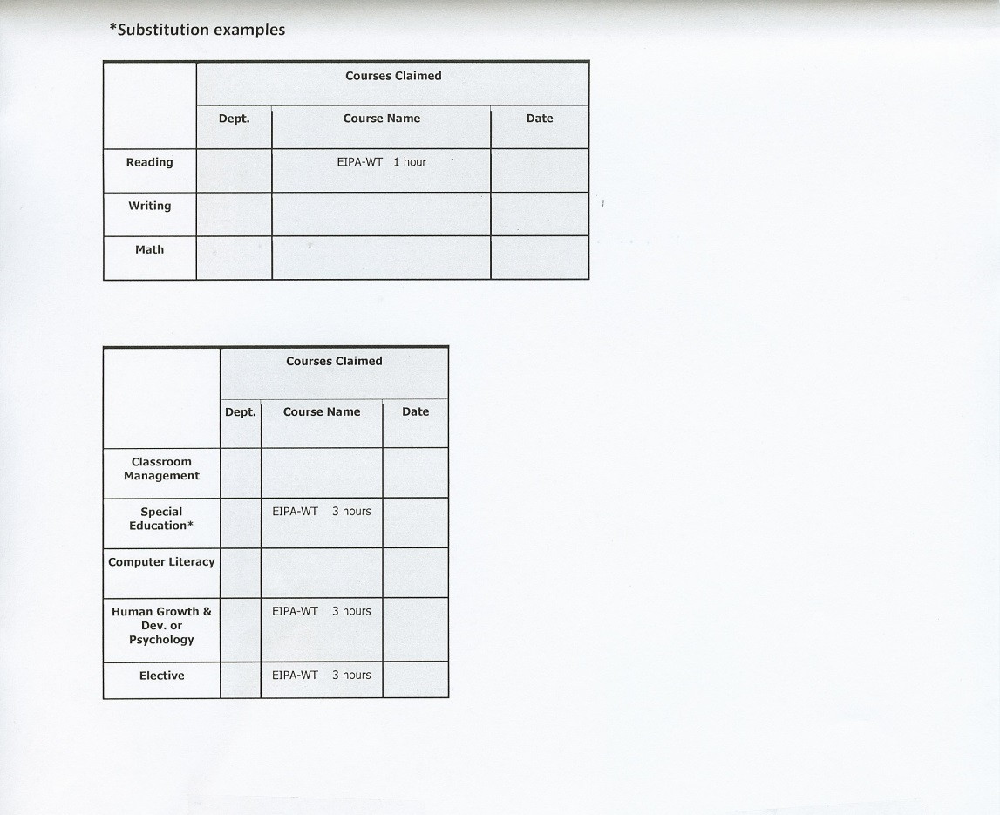 *Substitution examples
Courses Claimed
Dept. Course Name Date
Reading EIPA-WT 1 hour
Writing
Math
Courses Claimed
Dept. Course Name Date
Classroom
Management
Special EIPA-WT 3 hours
Education*
Computer Literacy
Human Growth & EIPA-WT 3 hours
Dev. or
Psychology
Elective EIPA-WT 3 hours